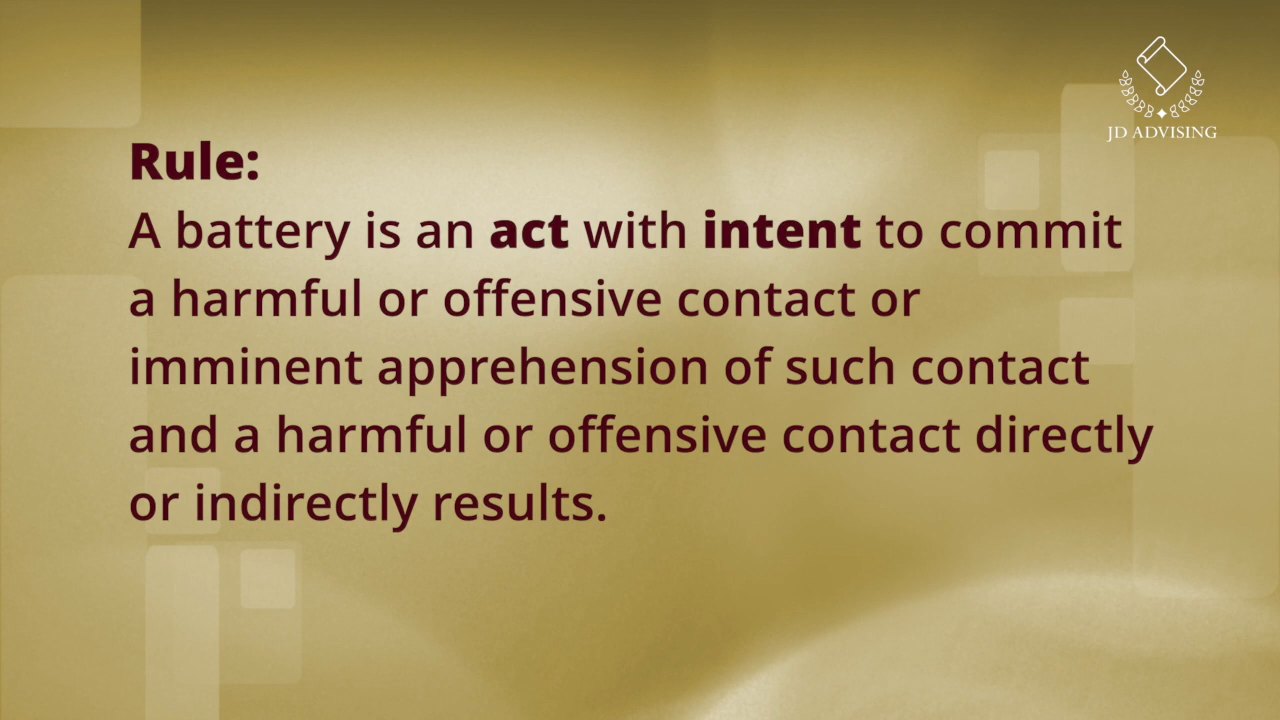 JD ADVISING
Rule:
A battery is an act with intent to commit
a harmful or offensive contact or
imminent apprehension of such contact
and a harmful or offensive contact directly
or indirectly results.